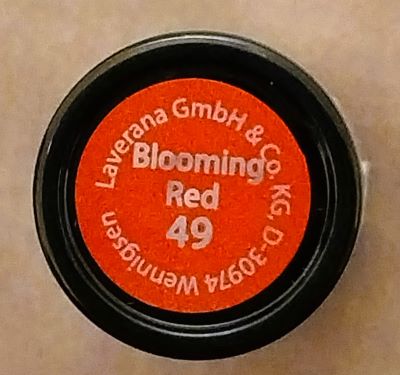 Laverana GmbH & Co. KG, D-30974 Wennigsen
Blooming
Red
49